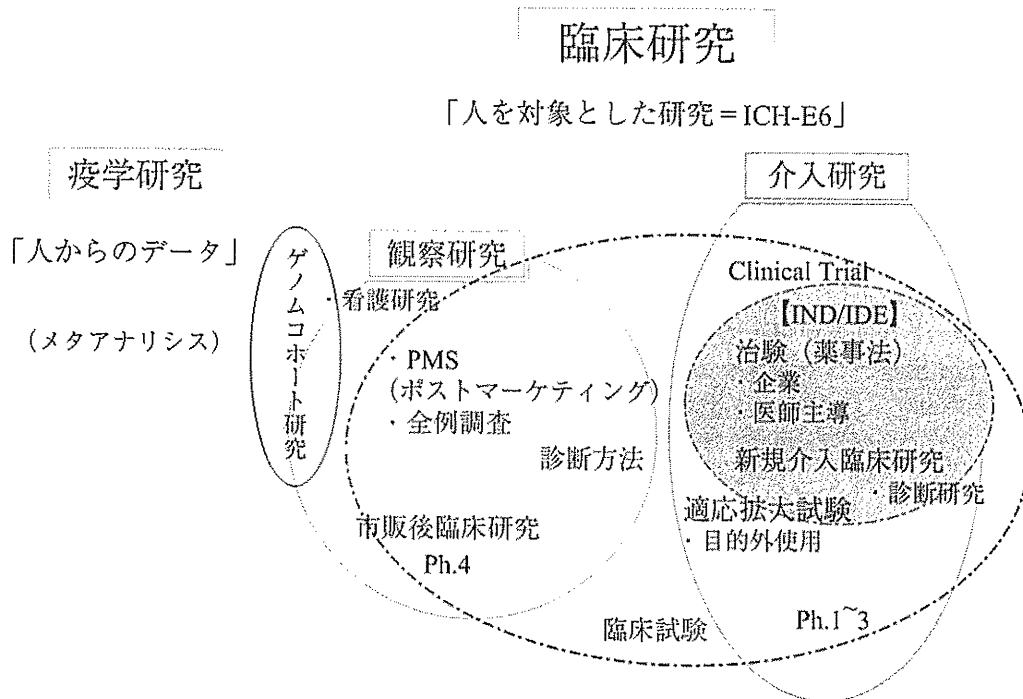 臨床研究
「人を対象とした研究＝ICH-E6」
疫学研究
「人からのデータ」
（メタアナリシス）
ゲノムコホート研究
観察研究
・看護研究
・PMS
（ポストマーケティング）
・全例調査
診断方法
市販後臨床研究
Ph.4
介入研究
Clinical Trial
【IND/IDE】
治験（薬事法）
・企業
・医師主導
新規介入臨床研究
・診断研究
適応拡大試験
・目的外使用
臨床試験
Ph.1~3